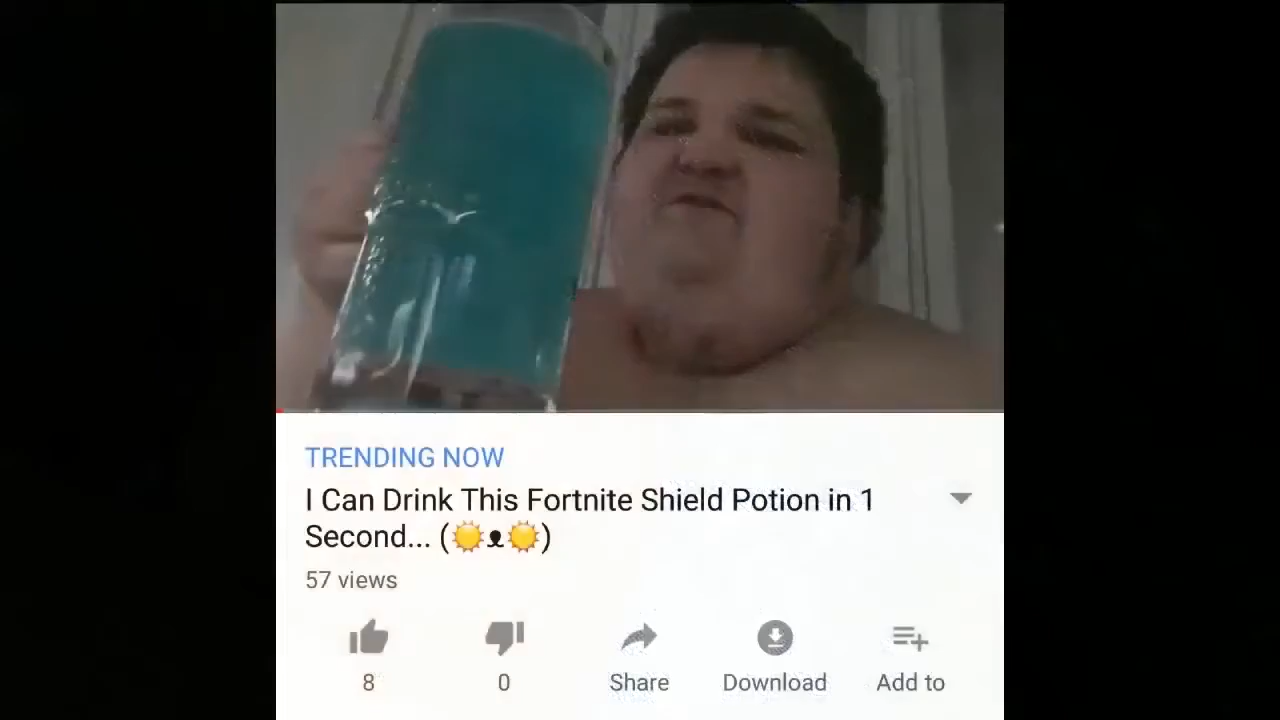 TRENDING NOW
I Can Drink This Fortnite Shield Potion in 1
Second... (☀️ᴥ☀️)
57 views
8 0 Share Download Add to